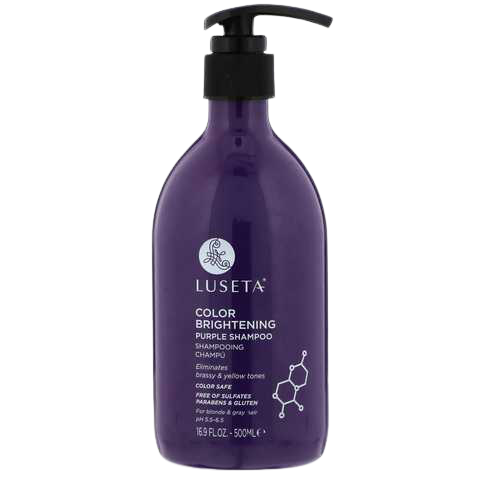 LUSETA®
COLOR
BRIGHTENING
PURPLE SHAMPOO
SHAMPOOING
CHAMPÚ
Eliminates
brassy & yellow tones
COLOR SAFE
FREE OF SULFATES
PARABENS & GLUTEN
For blonde & gray hair
pH 5.5-6.5
16.9 FL.OZ. - 500ML℮